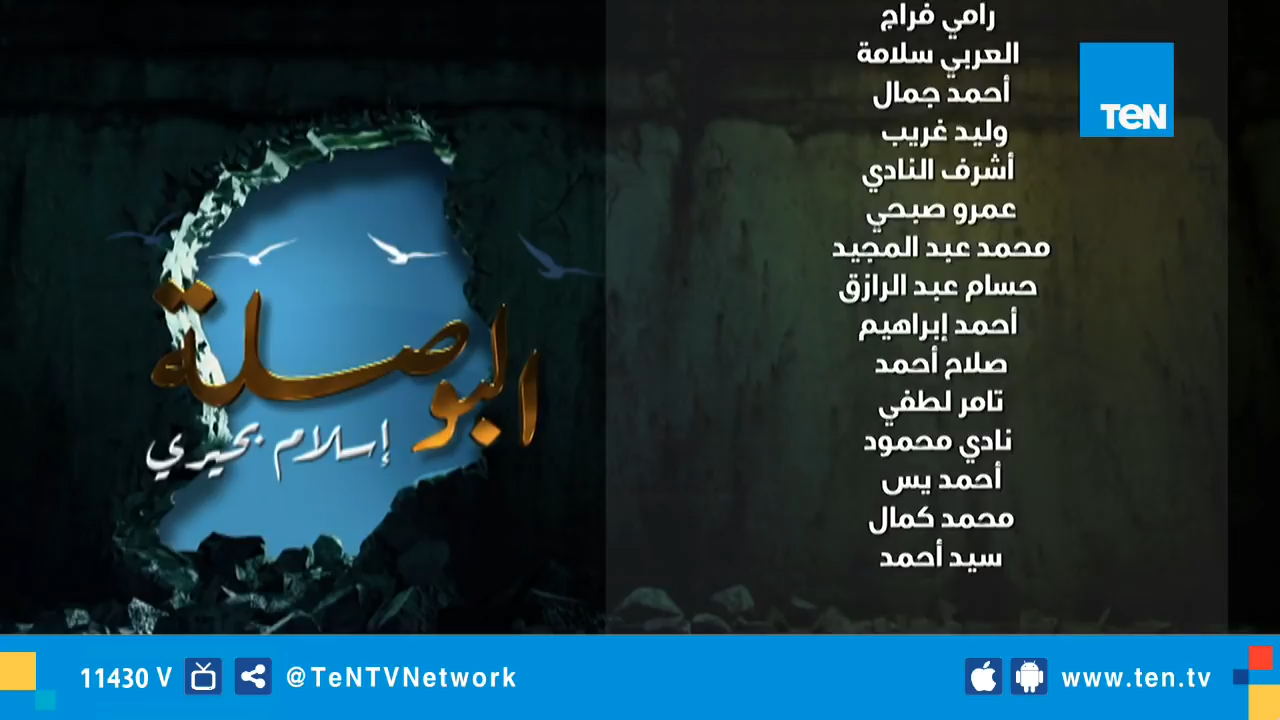 رامي فراج
العربي سلامة
أحمد جمال
وليد غريب
أشرف النادي
عمرو صبحي
محمد عبد المجيد
حسام عبد الرازق
أحمد إبراهيم
صلاح أحمد
تامر لطفي
نادي محمود
أحمد يس
محمد كمال
سيد أحمد
TeN
البوصلة
إسلام بحيري
11430 V
@TeNTVNetwork
www.ten.tv